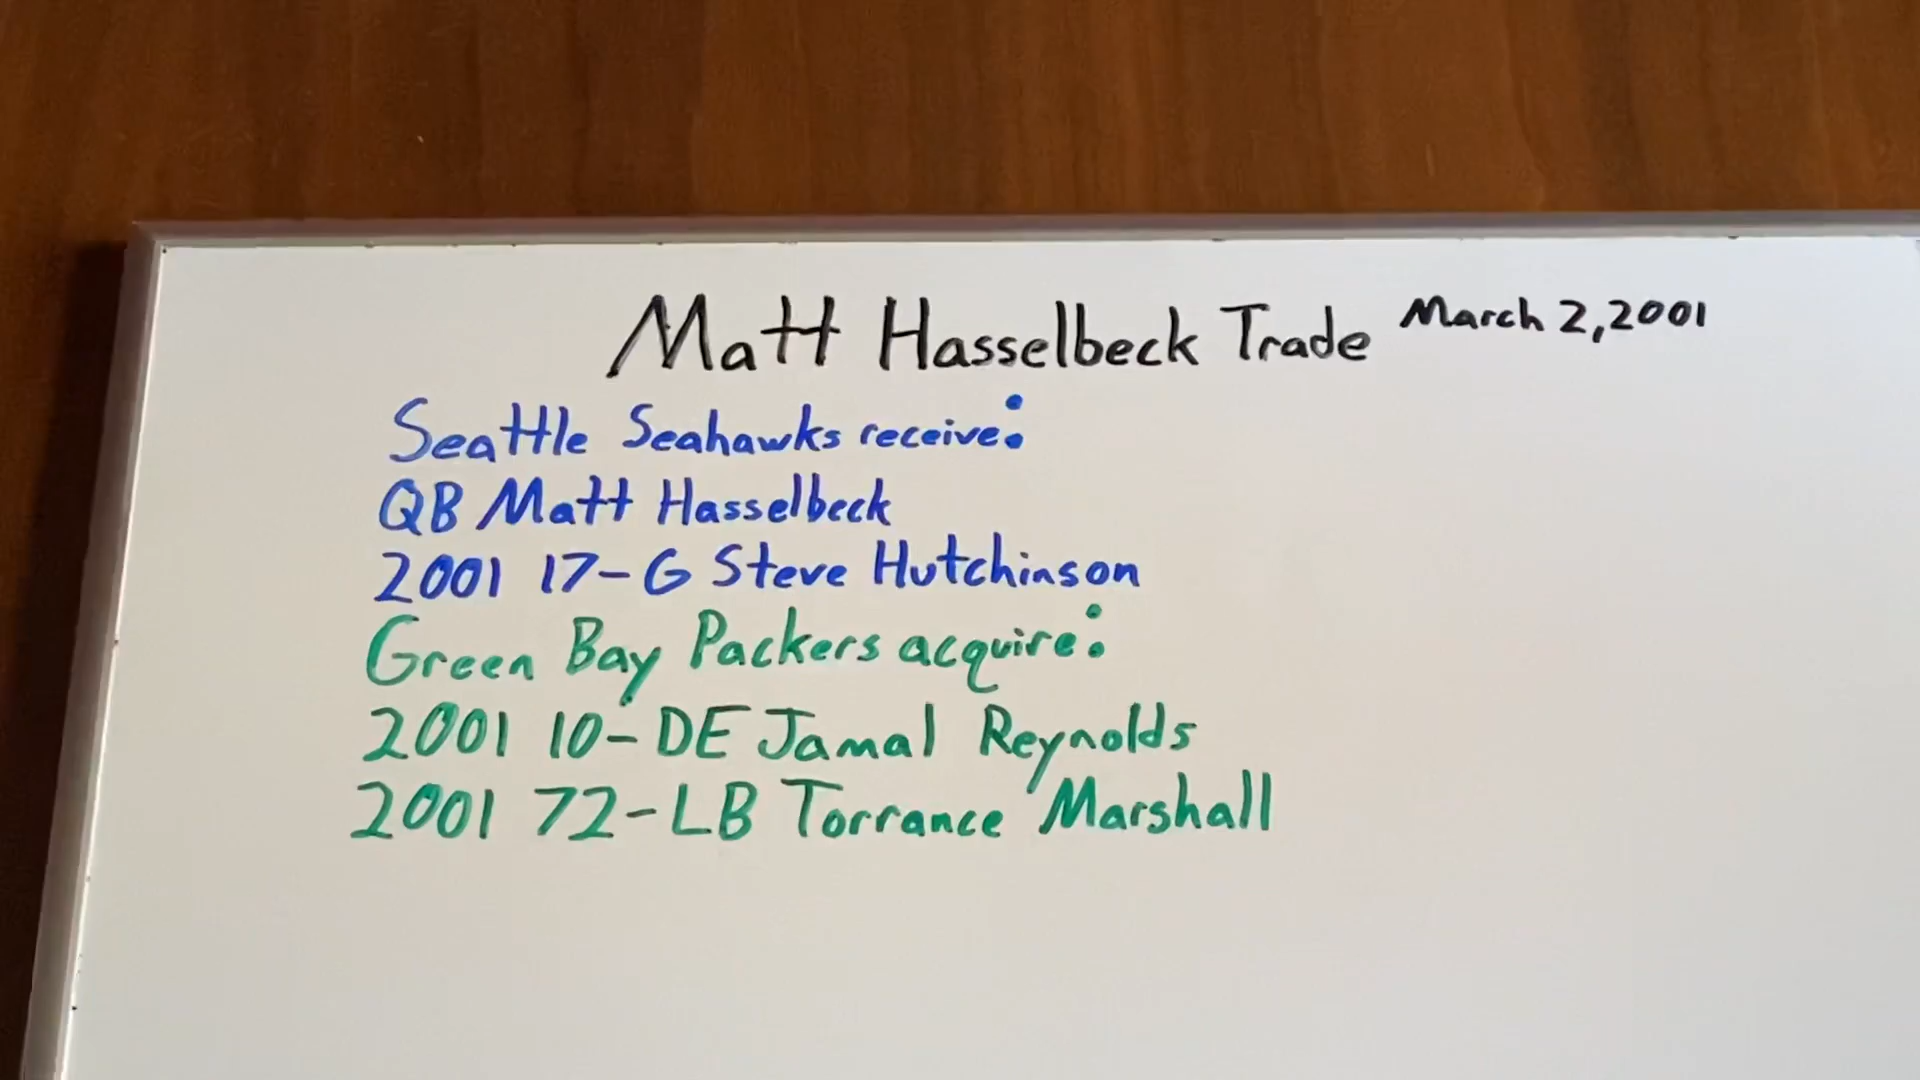 Matt Hasselbeck Trade March 2, 2001
Seattle Seahawks receive:
QB Matt Hasselbeck
2001 17-G Steve Hutchinson
Green Bay Packers acquire:
2001 10-DE Jamal Reynolds
2001 72-LB Torrance Marshall